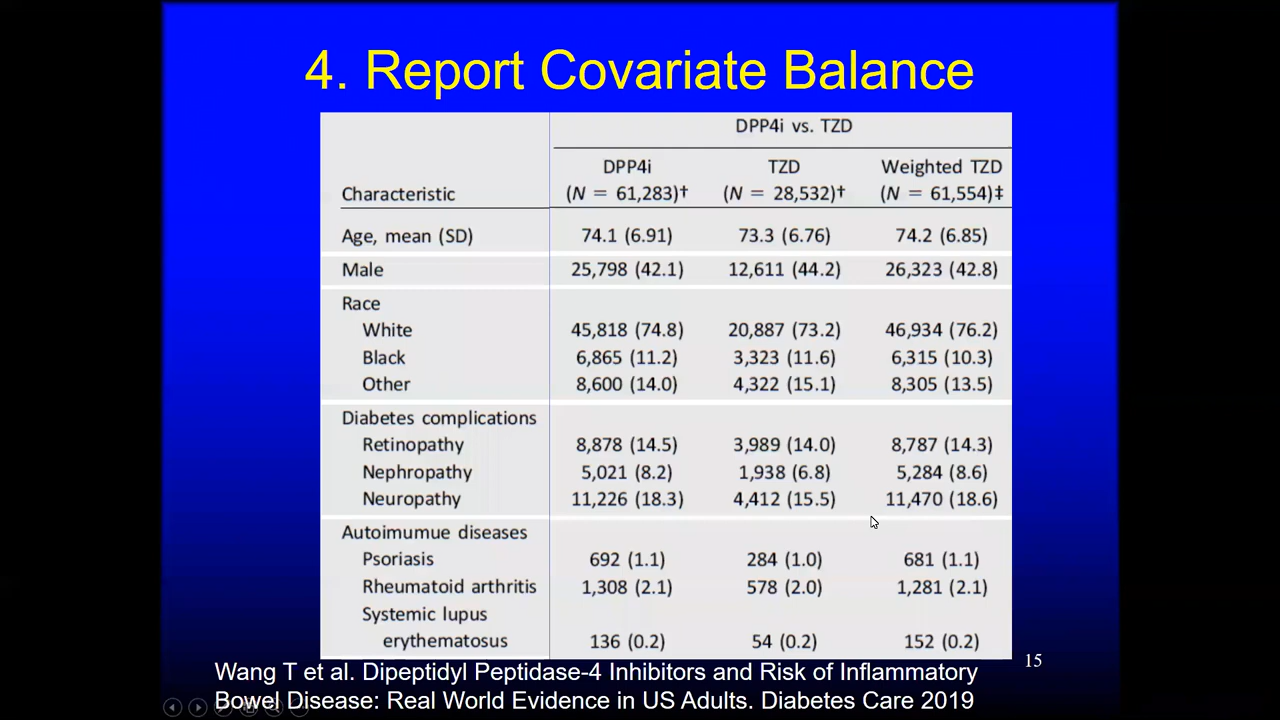 4. Report Covariate Balance
DPP4i vs. TZD
DPP4i TZD Weighted TZD
Characteristic (N = 61,283)† (N = 28,532)† (N = 61,554)‡
Age, mean (SD) 74.1 (6.91) 73.3 (6.76) 74.2 (6.85)
Male 25,798 (42.1) 12,611 (44.2) 26,323 (42.8)
Race
White 45,818 (74.8) 20,887 (73.2) 46,934 (76.2)
Black 6,865 (11.2) 3,323 (11.6) 6,315 (10.3)
Other 8,600 (14.0) 4,322 (15.1) 8,305 (13.5)
Diabetes complications
Retinopathy 8,878 (14.5) 3,989 (14.0) 8,787 (14.3)
Nephropathy 5,021 (8.2) 1,938 (6.8) 5,284 (8.6)
Neuropathy 11,226 (18.3) 4,412 (15.5) 11,470 (18.6)
Autoimumue diseases
Psoriasis 692 (1.1) 284 (1.0) 681 (1.1)
Rheumatoid arthritis 1,308 (2.1) 578 (2.0) 1,281 (2.1)
Systemic lupus
erythematosus 136 (0.2) 54 (0.2) 152 (0.2)
15
Wang T et al. Dipeptidyl Peptidase-4 Inhibitors and Risk of Inflammatory
Bowel Disease: Real World Evidence in US Adults. Diabetes Care 2019